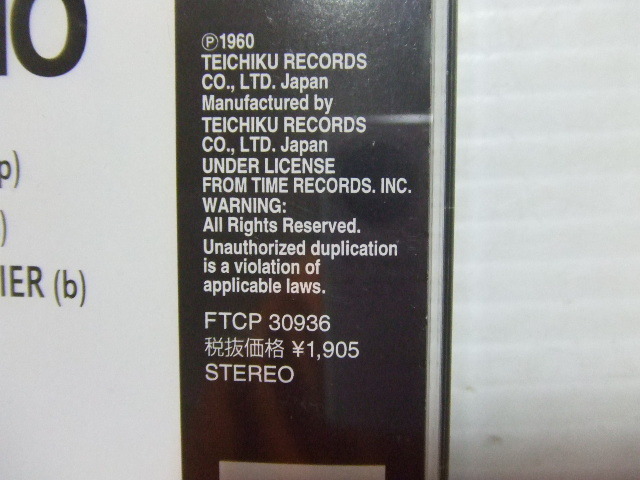 IO
p)
)
IER (b)
Ⓟ1960
TEICHIKU RECORDS
CO., LTD. Japan
Manufactured by
TEICHIKU RECORDS
CO., LTD. Japan
UNDER LICENSE
FROM TIME RECORDS. INC.
WARNING:
All Rights Reserved.
Unauthorized duplication
is a violation of
applicable laws.
FTCP 30936
税抜価格 ¥1,905
STEREO